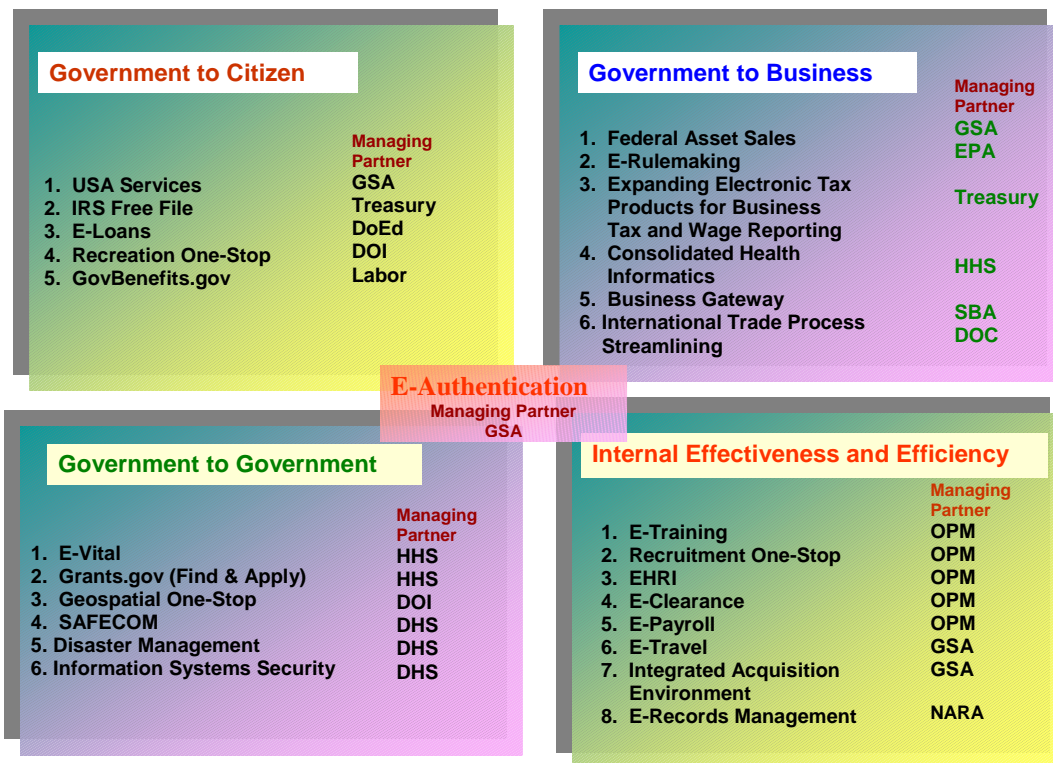 Government to Citizen
Managing
Partner
1. USA Services GSA
2. IRS Free File Treasury
3. E-Loans DoEd
4. Recreation One-Stop DOI
5. GovBenefits.gov Labor
Government to Business
Managing
Partner
1. Federal Asset Sales GSA
2. E-Rulemaking EPA
3. Expanding Electronic Tax
Products for Business Treasury
Tax and Wage Reporting
4. Consolidated Health
Informatics HHS
5. Business Gateway SBA
6. International Trade Process DOC
Streamlining
E-Authentication
Managing Partner
GSA
Government to Government
Managing
Partner
1. E-Vital HHS
2. Grants.gov (Find & Apply) HHS
3. Geospatial One-Stop DOI
4. SAFECOM DHS
5. Disaster Management DHS
6. Information Systems Security DHS
Internal Effectiveness and Efficiency
Managing
Partner
1. E-Training OPM
2. Recruitment One-Stop OPM
3. EHRI OPM
4. E-Clearance OPM
5. E-Payroll OPM
6. E-Travel GSA
7. Integrated Acquisition GSA
Environment
8. E-Records Management NARA